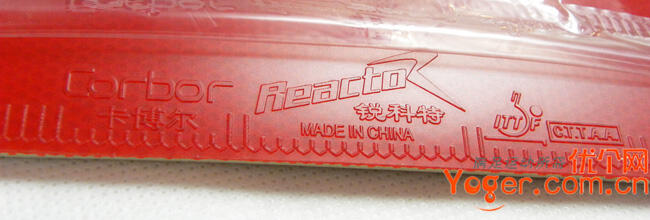 Corbor
卡博尔
Reactor
锐科特
MADE IN CHINA
ITTF
C.T.T.A.A.
优个网
Yoger.com.cn